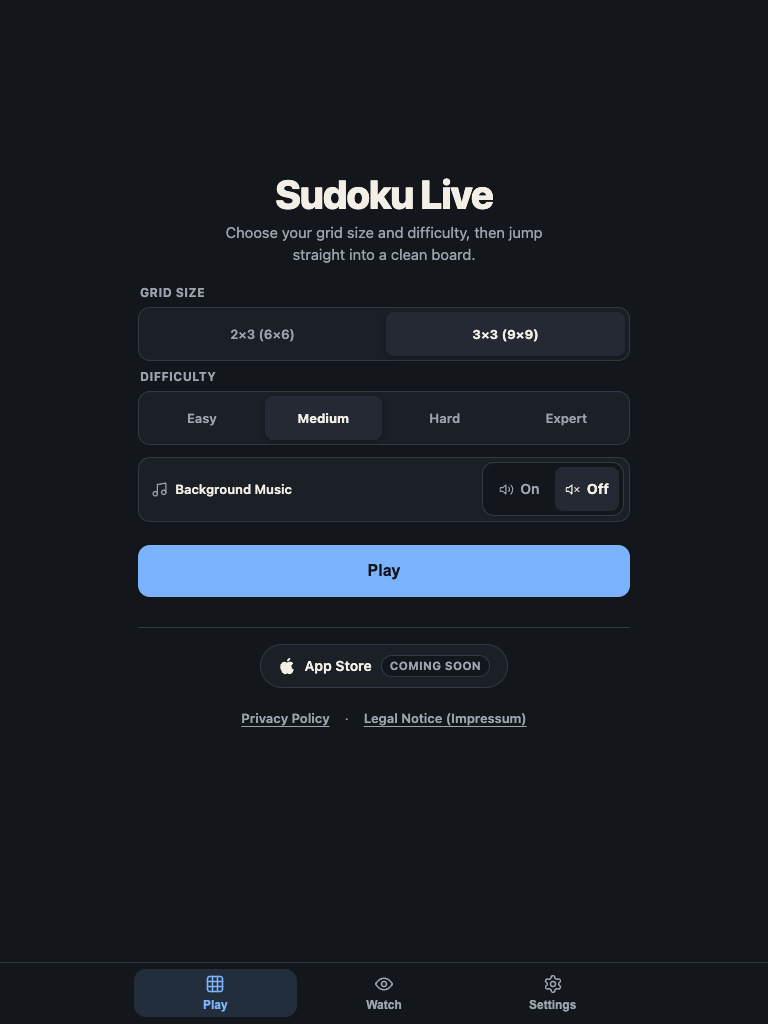 Sudoku Live
Choose your grid size and difficulty, then jump
straight into a clean board.
GRID SIZE
2×3 (6×6)
3×3 (9×9)
DIFFICULTY
Easy
Medium
Hard
Expert
Background Music
On
Off
Play
App Store
COMING SOON
Privacy Policy · Legal Notice (Impressum)
Play
Watch
Settings